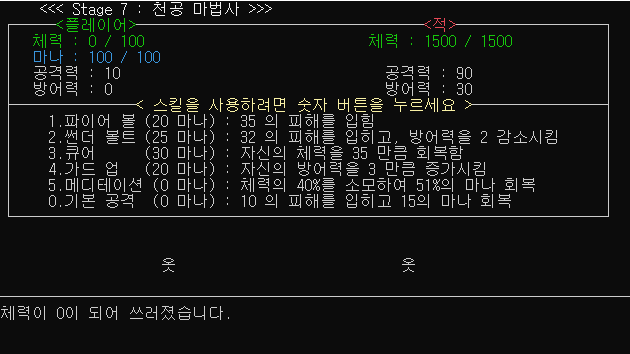 <<< Stage 7 : 천공 마법사 >>>
<플레이어> <적>
체력 : 0 / 100 체력 : 1500 / 1500
마나 : 100 / 100
공격력 : 10 공격력 : 90
방어력 : 0 방어력 : 30
< 스킬을 사용하려면 숫자 버튼을 누르세요 >
1.파이어 볼 (20 마나) : 35 의 피해를 입힘
2.썬더 볼트 (25 마나) : 32 의 피해를 입히고, 방어력을 2 감소시킴
3.큐어 (30 마나) : 자신의 체력을 35 만큼 회복함
4.가드 업 (20 마나) : 자신의 방어력을 3 만큼 증가시킴
5.메디테이션 (0 마나) : 체력의 40%를 소모하여 51%의 마나 회복
0.기본 공격 (0 마나) : 10 의 피해를 입히고 15의 마나 회복
옷 옷
체력이 0이 되어 쓰러졌습니다.